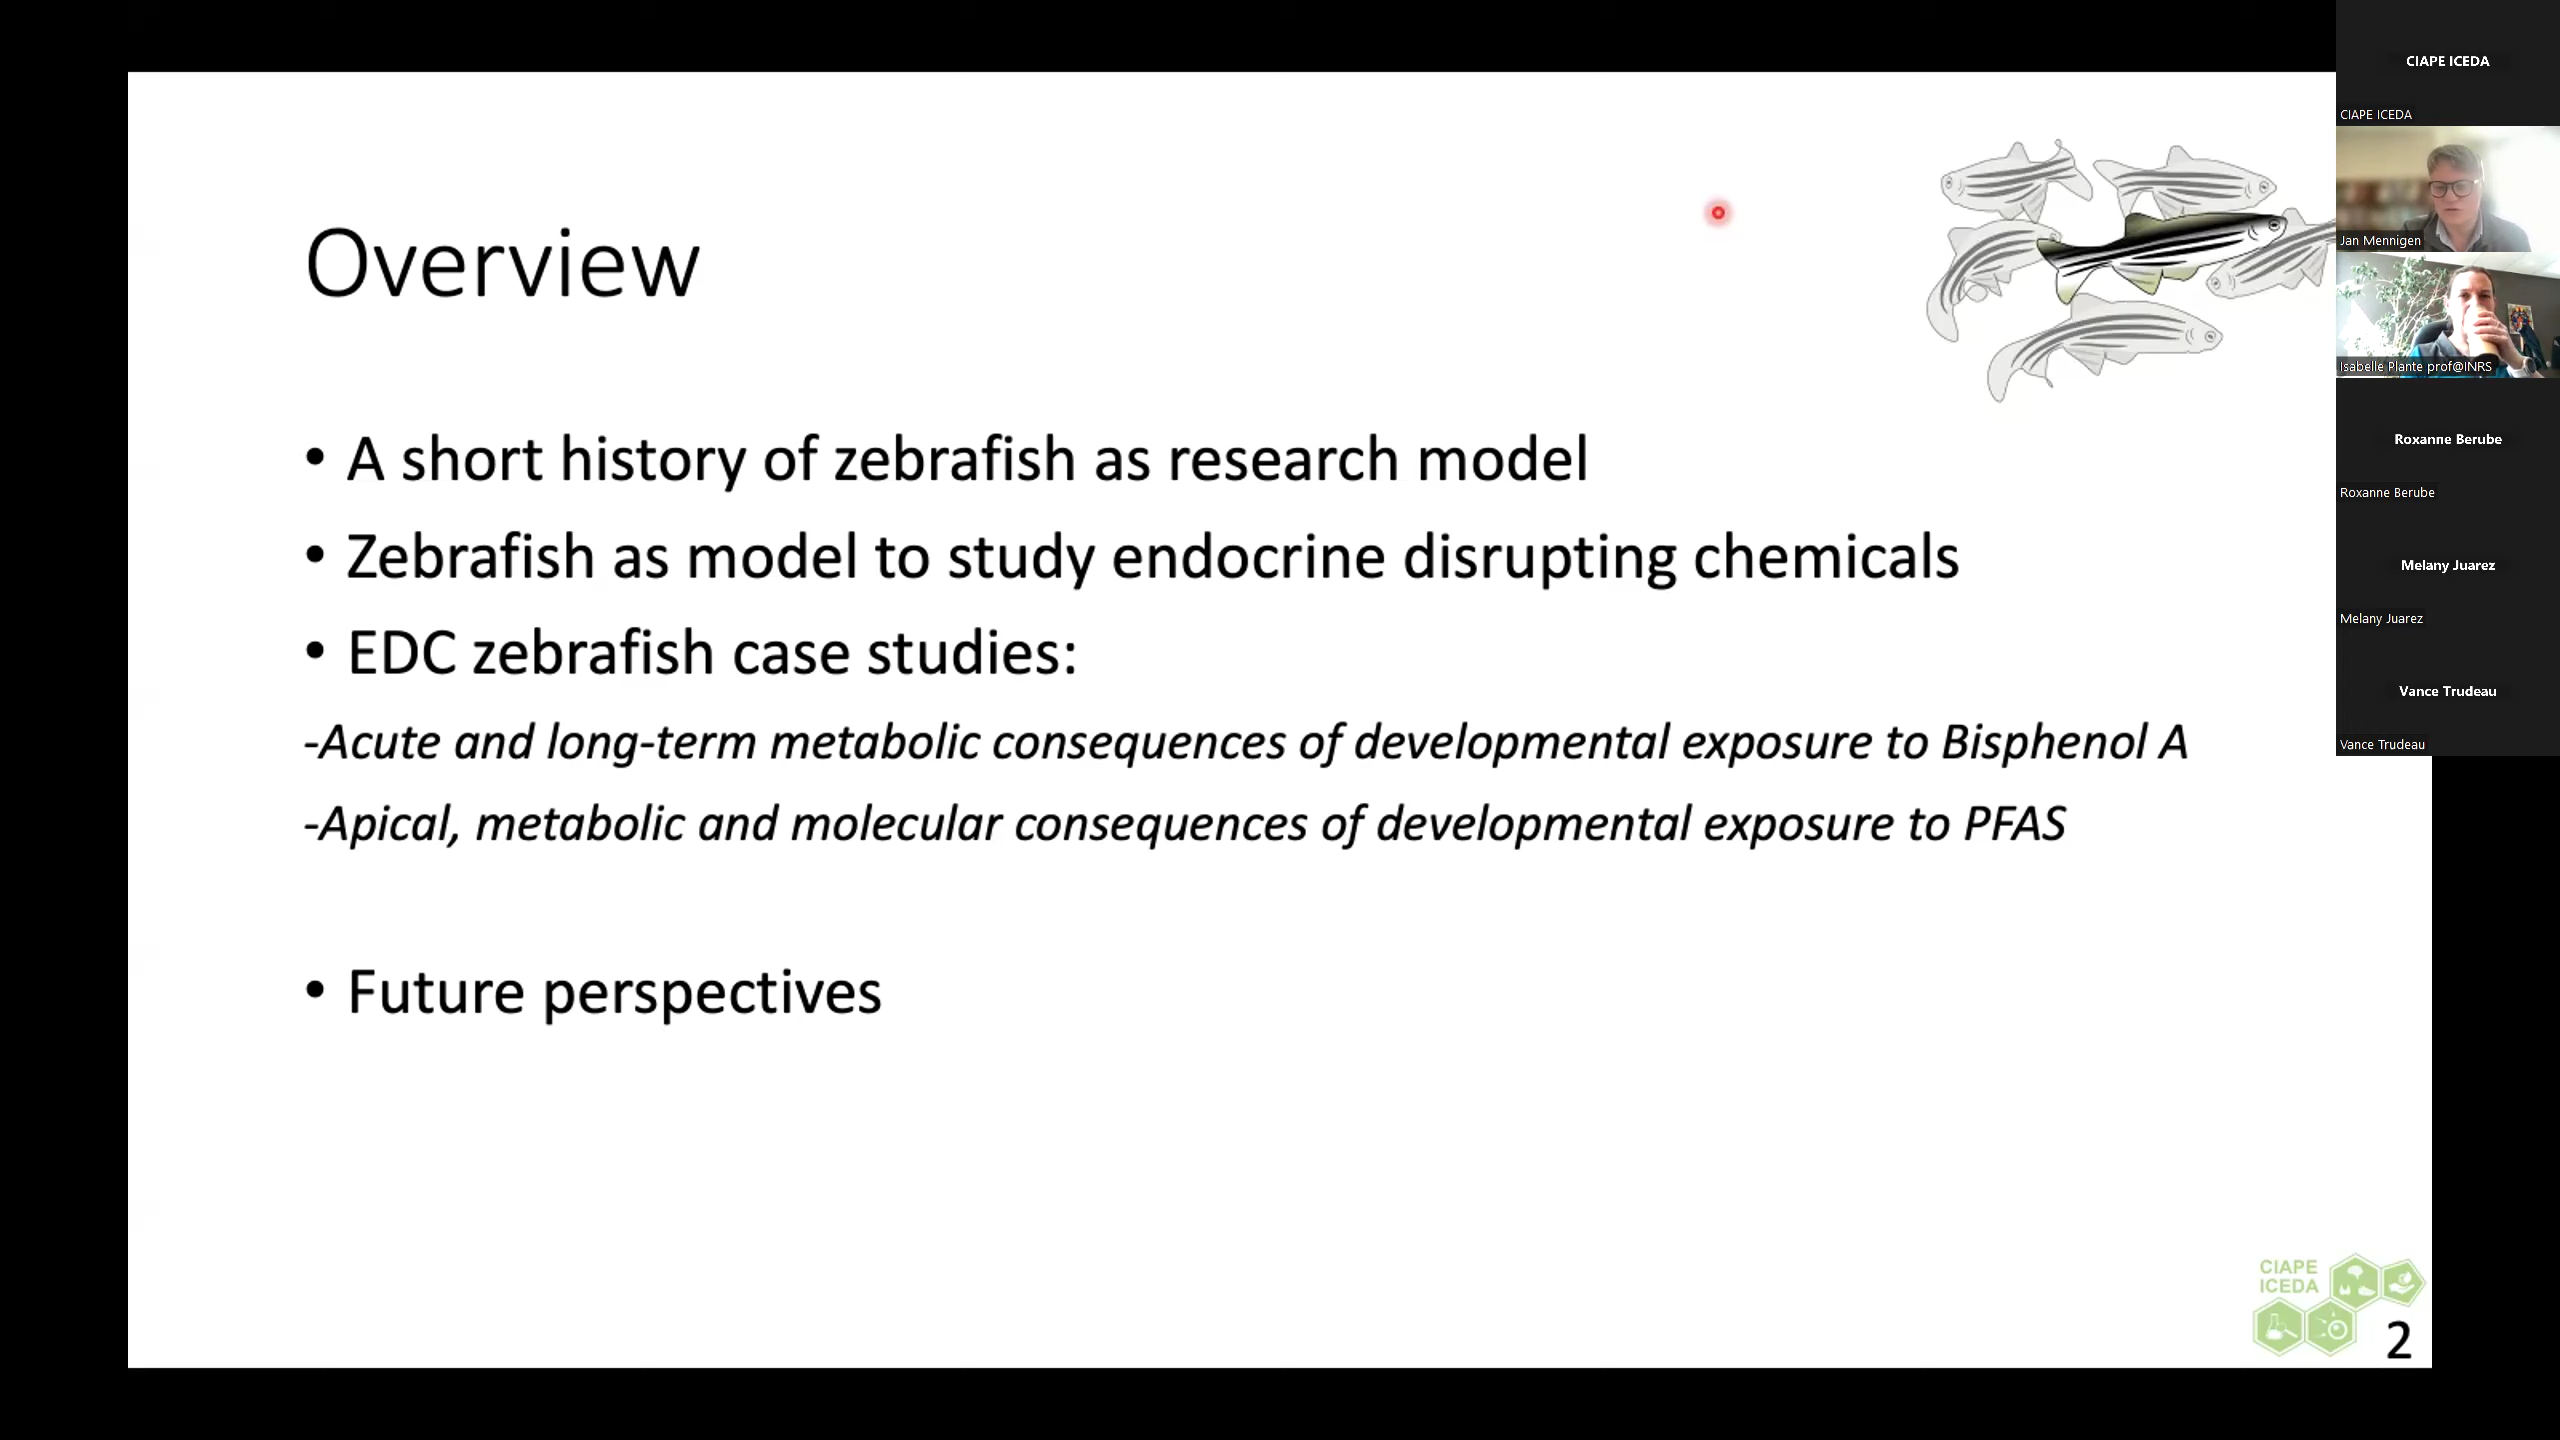 Overview
• A short history of zebrafish as research model
• Zebrafish as model to study endocrine disrupting chemicals
• EDC zebrafish case studies:
-Acute and long-term metabolic consequences of developmental exposure to Bisphenol A
-Apical, metabolic and molecular consequences of developmental exposure to PFAS
• Future perspectives
CIAPE
ICEDA
2
CIAPE ICEDA
CIAPE ICEDA
Jan Mennigen
Isabelle Plante prof@INRS
Roxanne Berube
Roxanne Berube
Melany Juarez
Melany Juarez
Vance Trudeau
Vance Trudeau